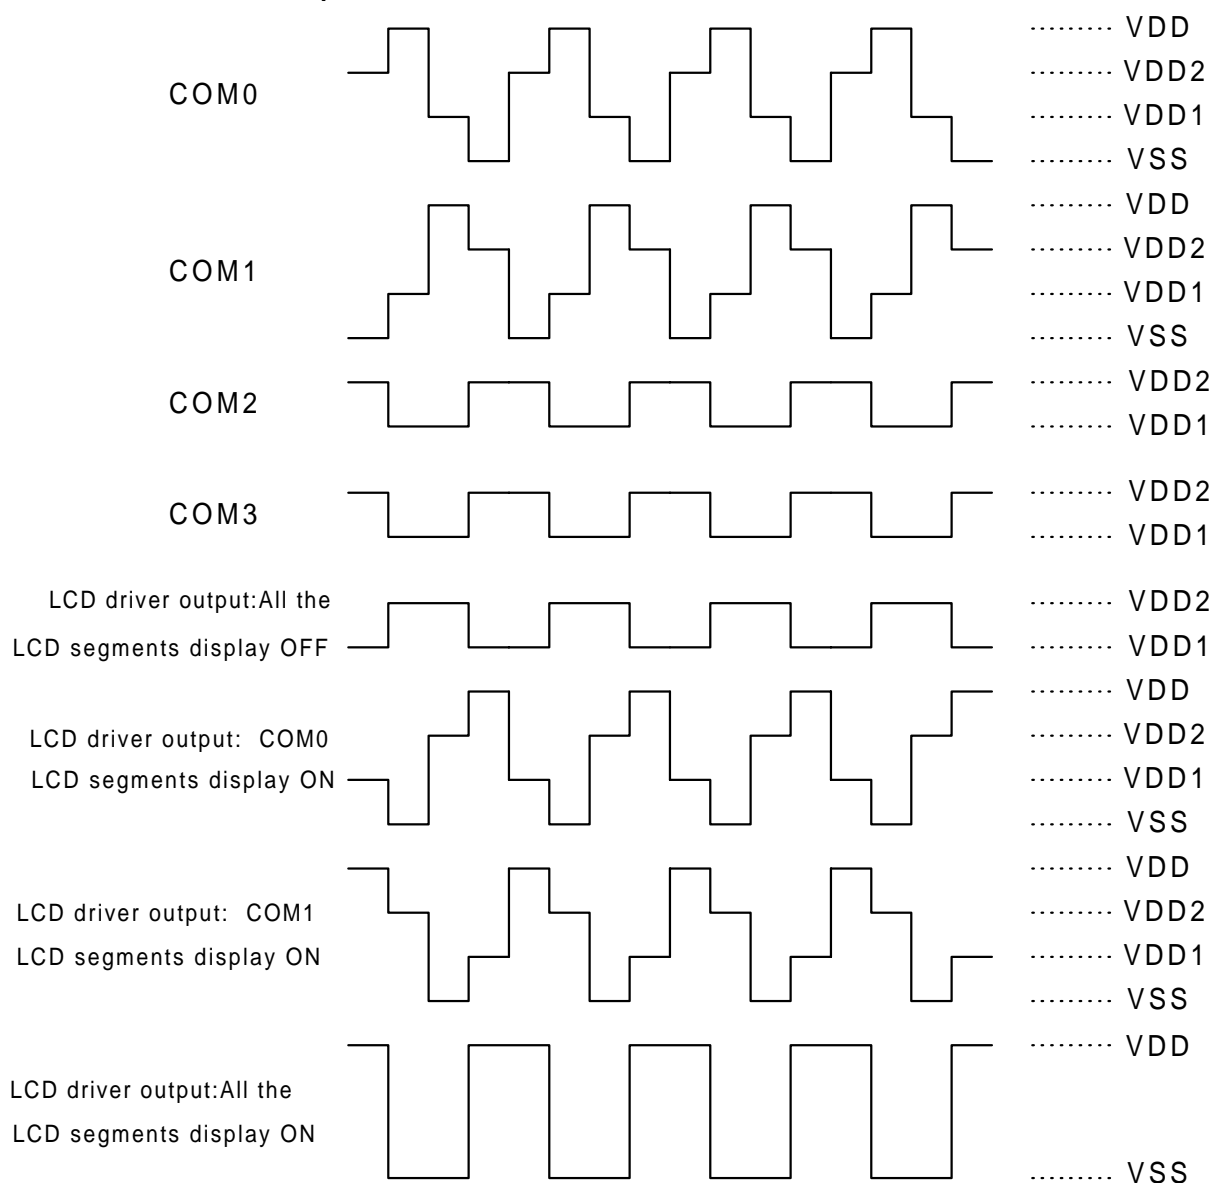 VDD
VDD2
COM0
VDD1
VSS
VDD
VDD2
COM1
VDD1
VSS
VDD2
COM2
VDD1
VDD2
COM3
VDD1
LCD driver output:All the
VDD2
LCD segments display OFF
VDD1
VDD
LCD driver output: COM0
VDD2
LCD segments display ON
VDD1
VSS
VDD
LCD driver output: COM1
VDD2
LCD segments display ON
VDD1
VSS
VDD
LCD driver output:All the
LCD segments display ON
VSS